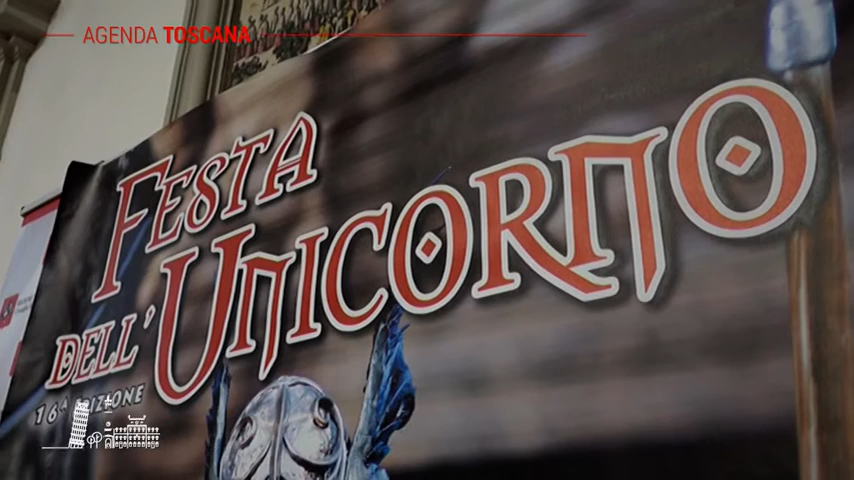 AGENDA TOSCANA
FESTA
DELL'UNICORNO
16A EDIZIONE